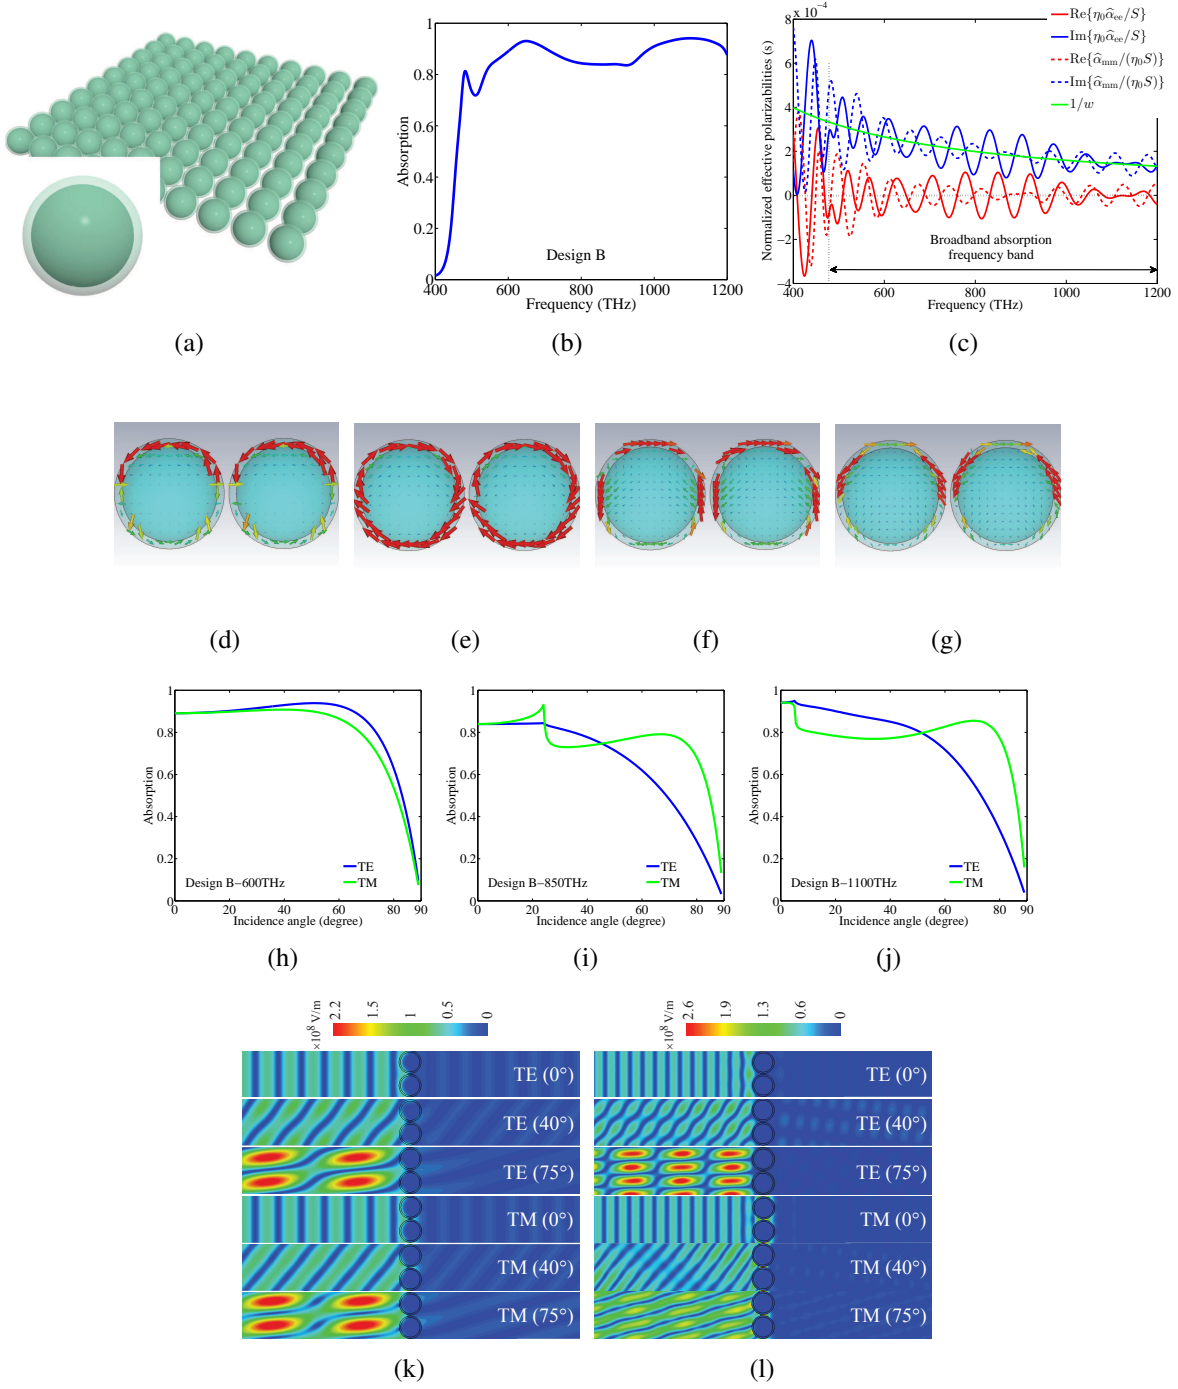 1
0.8
0.6
0.4
0.2
0
400
600
800
1000
1200
Absorption
Frequency (THz)
Design B
8 x 10⁻⁴
6
4
2
0
−2
−4
400
600
800
1000
1200
Normalized effective polarizabilities (s)
Frequency (THz)
Re{η₀α̂ₑₑ/S}
Im{η₀α̂ₑₑ/S}
Re{α̂ₘₘ/(η₀S)}
Im{α̂ₘₘ/(η₀S)}
1/w
Broadband absorption
frequency band
(a)
(b)
(c)
(d)
(e)
(f)
(g)
1
0.8
0.6
0.4
0.2
0
0
20
40
60
80
90
Absorption
Incidence angle (degree)
Design B−600THz
TE
TM
1
0.8
0.6
0.4
0.2
0
0
20
40
60
80
90
Absorption
Incidence angle (degree)
Design B−850THz
TE
TM
1
0.8
0.6
0.4
0.2
0
0
20
40
60
80
90
Absorption
Incidence angle (degree)
Design B−1100THz
TE
TM
(h)
(i)
(j)
×10⁸ V/m
2.2
1.5
1
0.5
0
×10⁸ V/m
2.6
1.9
1.3
0.6
0
TE (0°)
TE (40°)
TE (75°)
TM (0°)
TM (40°)
TM (75°)
TE (0°)
TE (40°)
TE (75°)
TM (0°)
TM (40°)
TM (75°)
(k)
(l)